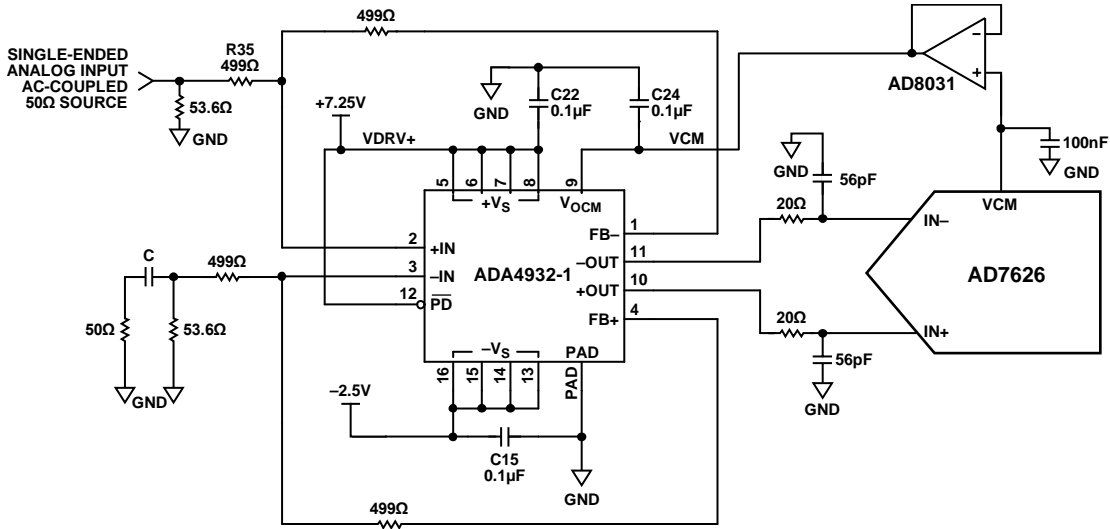 499Ω
SINGLE-ENDED
ANALOG INPUT
AC-COUPLED
50Ω SOURCE
R35
499Ω
53.6Ω
GND
+7.25V
VDRV+
GND
C22
0.1µF
C24
0.1µF
VCM
AD8031
–
+
100nF
GND
GND
56pF
VCM
5
6
7
8
9
+VS
VOCM
20Ω
IN–
2
+IN
FB–
1
3
–IN
ADA4932-1
–OUT
11
AD7626
12
PD
+OUT
10
FB+
4
20Ω
IN+
56pF
GND
C
499Ω
50Ω
53.6Ω
GND
–VS
PAD
16
15
14
13
PAD
–2.5V
C15
0.1µF
GND
499Ω